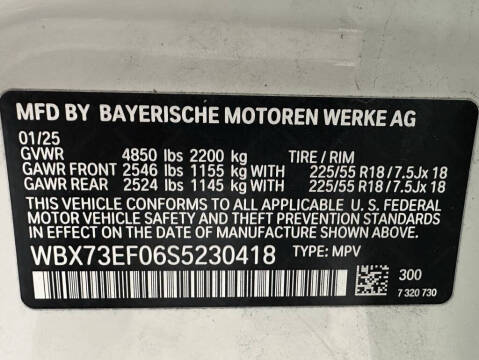 MFD BY BAYERISCHE MOTOREN WERKE AG
01/25
GVWR 4850 lbs 2200 kg TIRE / RIM
GAWR FRONT 2546 lbs 1155 kg WITH 225/55 R18 / 7.5Jx 18
GAWR REAR 2524 lbs 1145 kg WITH 225/55 R18 / 7.5Jx 18
THIS VEHICLE CONFORMS TO ALL APPLICABLE U. S. FEDERAL
MOTOR VEHICLE SAFETY AND THEFT PREVENTION STANDARDS
IN EFFECT ON THE DATE OF MANUFACTURE SHOWN ABOVE.
WBX73EF06S5230418 TYPE: MPV
300
7 320 730